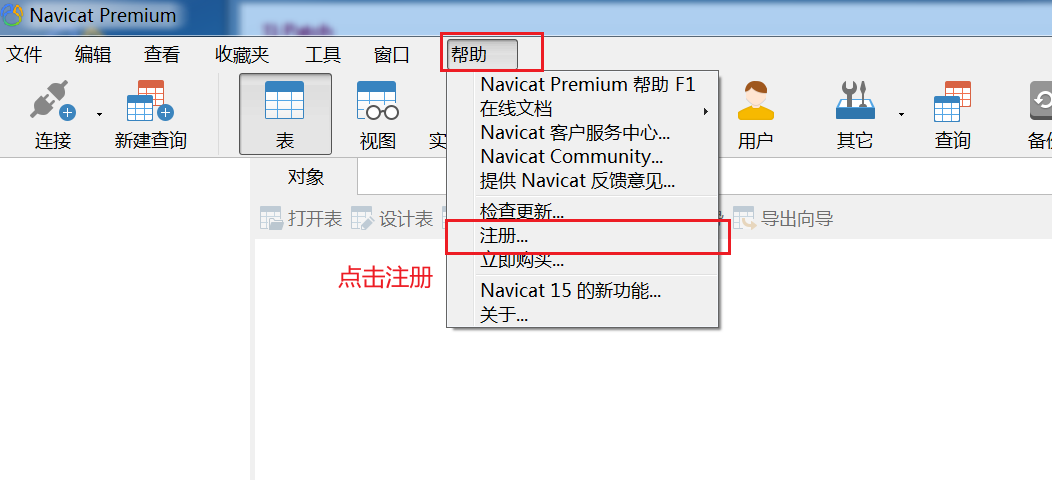 Navicat Premium
文件 编辑 查看 收藏夹 工具 窗口 帮助
连接 新建查询 表 视图 实 用户 其它 查询 备份
Navicat Premium 帮助 F1
在线文档
Navicat 客户服务中心...
Navicat Community...
提供 Navicat 反馈意见...
检查更新...
注册...
立即购买...
Navicat 15 的新功能...
关于...
对象
打开表 设计表 导出向导
点击注册